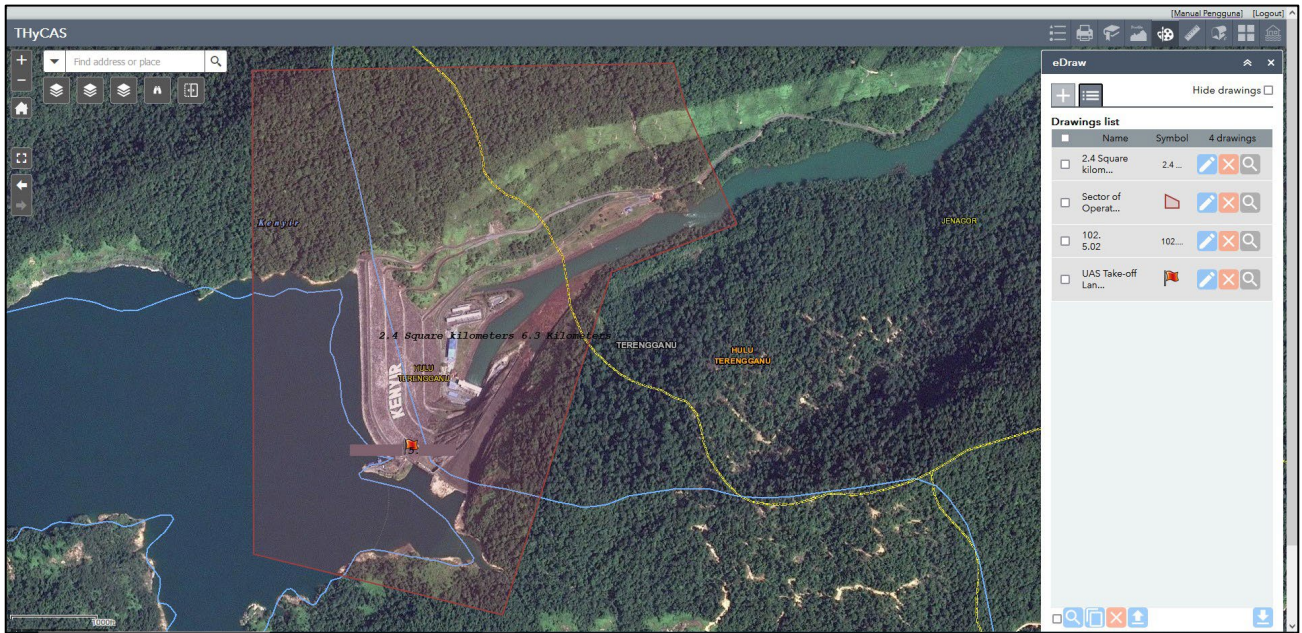 [Manual Pengguna] [Logout]
THyCAS
Find address or place
eDraw
Hide drawings
Drawings list
Name Symbol 4 drawings
2.4 Square
kilom...
2.4 ...
Sector of
Operat...
102.
5.02
102....
UAS Take-off
Lan...
Kenyir
JENAGOR
2.4 Square kilometers 6.3 Kilometers
TERENGGANU
HULU
TERENGGANU
HULU
TERENGGANU
KENYIR
1000ft